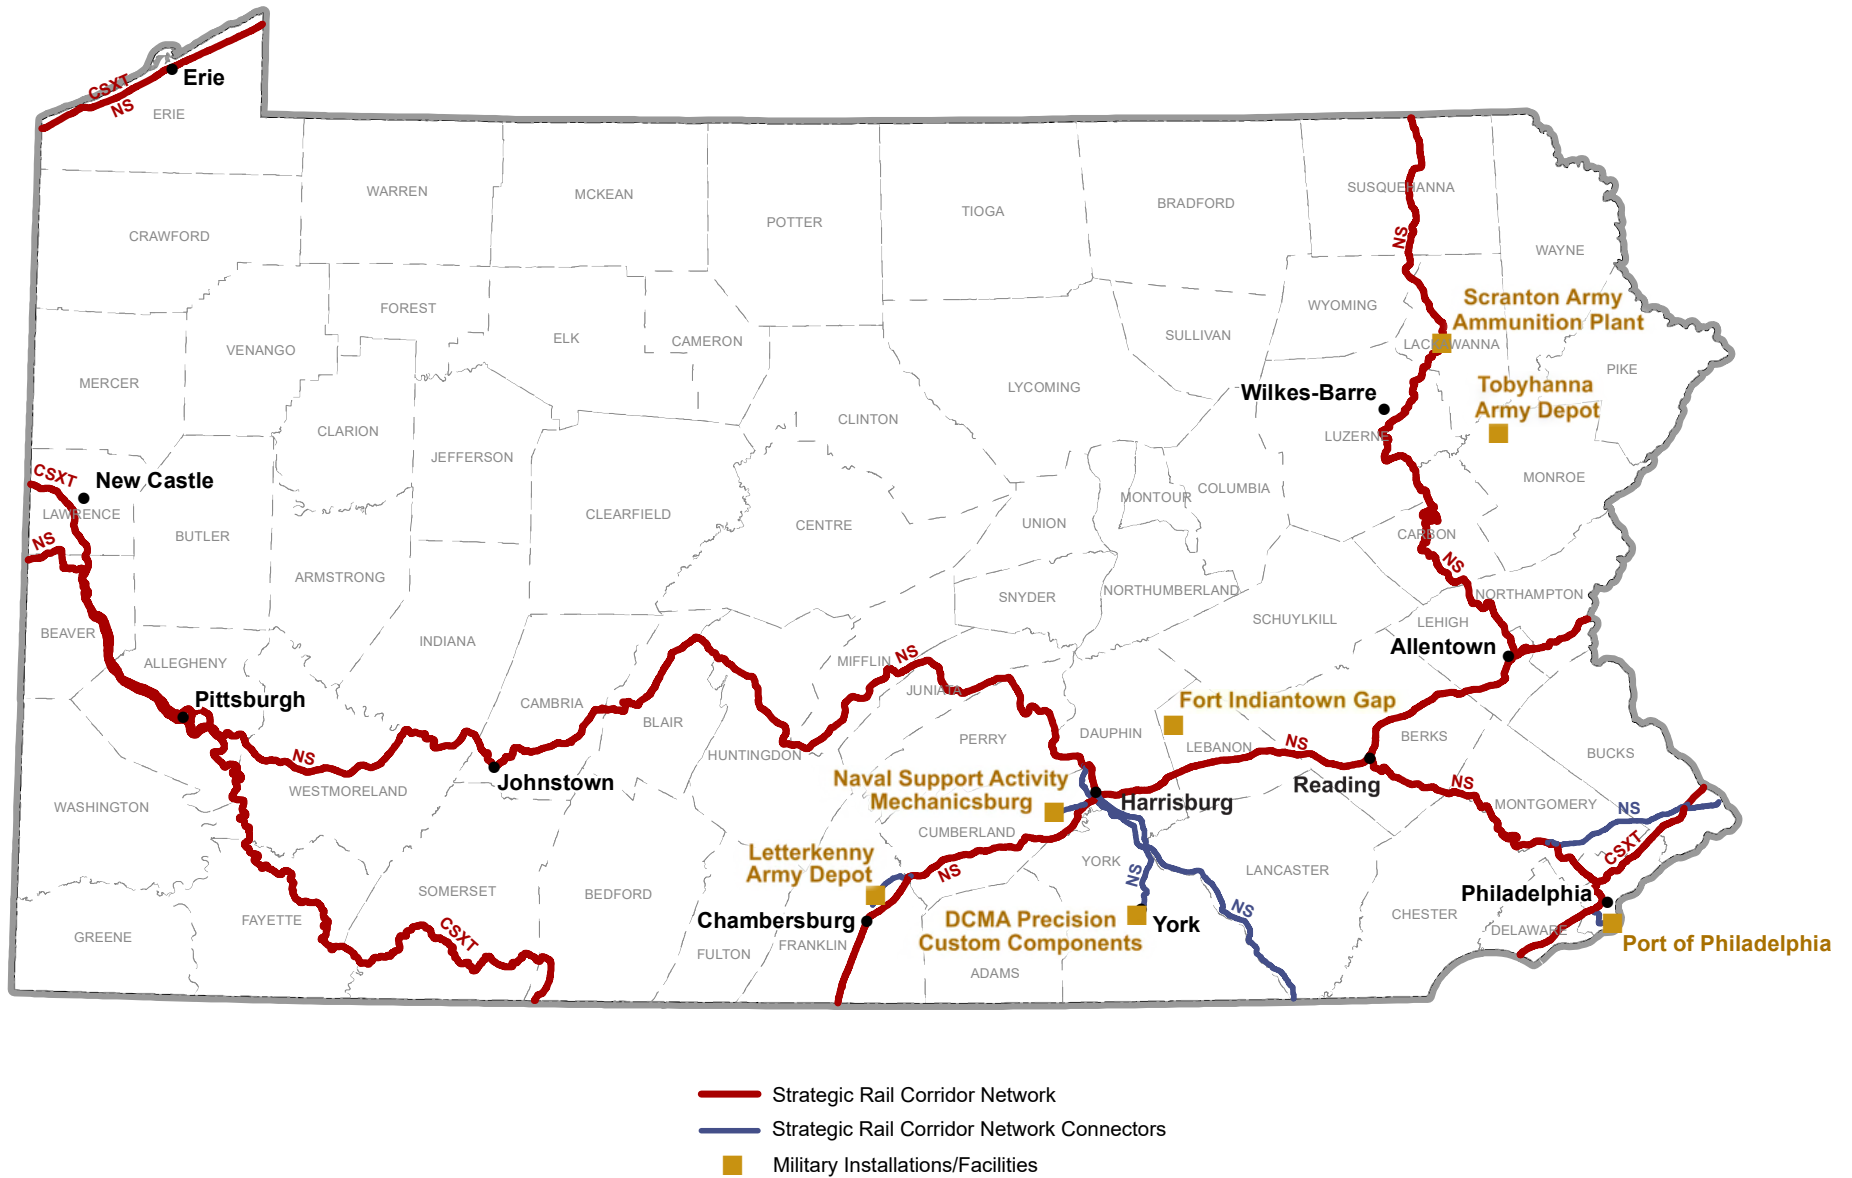 Erie
CSXT
NS
ERIE
WARREN
MCKEAN
POTTER
TIOGA
BRADFORD
SUSQUEHANNA
WAYNE
CRAWFORD
NS
Scranton Army
Ammunition Plant
LACKAWANNA
WYOMING
FOREST
VENANGO
ELK
CAMERON
SULLIVAN
PIKE
MERCER
LYCOMING
Tobyhanna
Army Depot
Wilkes-Barre
LUZERNE
CLARION
CLINTON
JEFFERSON
CSXT
New Castle
LAWRENCE
NS
BUTLER
CLEARFIELD
CENTRE
UNION
MONTOUR
COLUMBIA
MONROE
CARBON
NS
ARMSTRONG
SNYDER
NORTHUMBERLAND
NORTHAMPTON
SCHUYLKILL
LEHIGH
Allentown
BEAVER
INDIANA
ALLEGHENY
MIFFLIN
NS
JUNIATA
Pittsburgh
CAMBRIA
BLAIR
Fort Indiantown Gap
PERRY
DAUPHIN
LEBANON
NS
BERKS
BUCKS
HUNTINGDON
NS
Johnstown
WESTMORELAND
Naval Support Activity
Mechanicsburg
Harrisburg
Reading
NS
MONTGOMERY
NS
WASHINGTON
CUMBERLAND
CSXT
Letterkenny
Army Depot
NS
YORK
NS
LANCASTER
SOMERSET
BEDFORD
Philadelphia
FAYETTE
CSXT
Chambersburg
DCMA Precision
Custom Components
York
NS
CHESTER
DELAWARE
Port of Philadelphia
GREENE
FULTON
FRANKLIN
ADAMS
Strategic Rail Corridor Network
Strategic Rail Corridor Network Connectors
Military Installations/Facilities